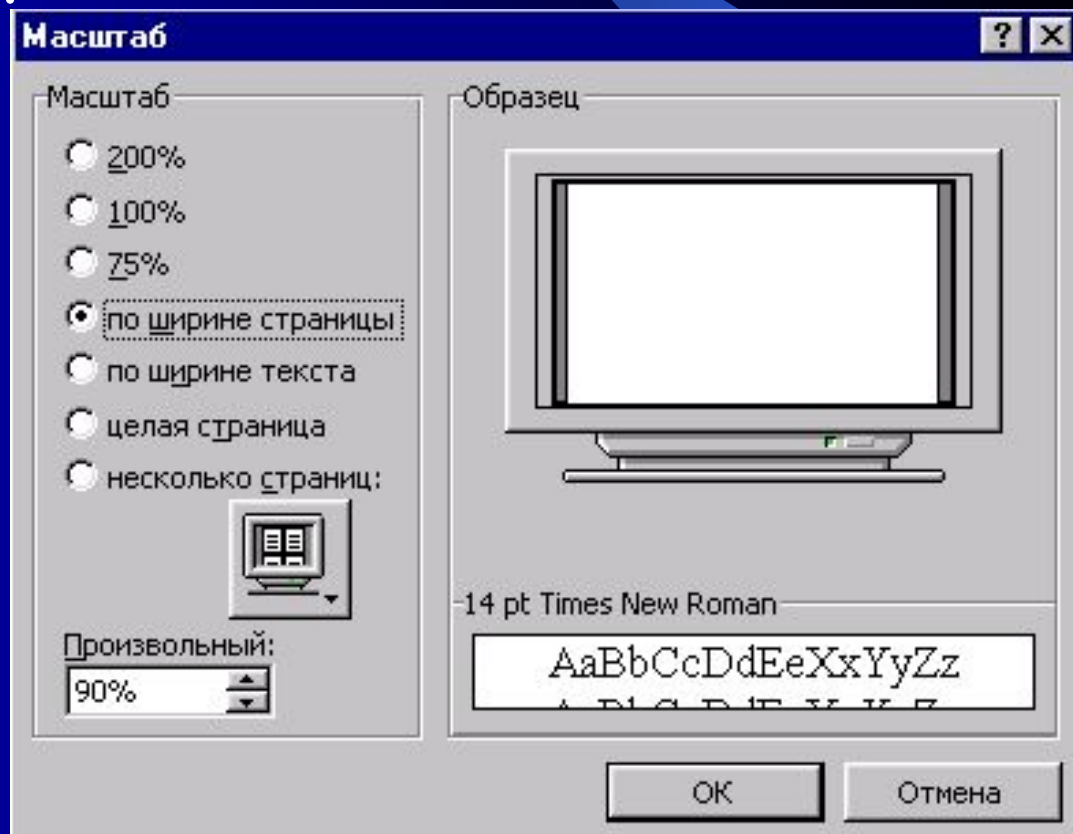 Масштаб
Масштаб
200%
100%
75%
по ширине страницы
по ширине текста
целая страница
несколько страниц:
Произвольный:
90%
Образец
14 pt Times New Roman
AaBbCcDdEeXxYyZz
OK
Отмена